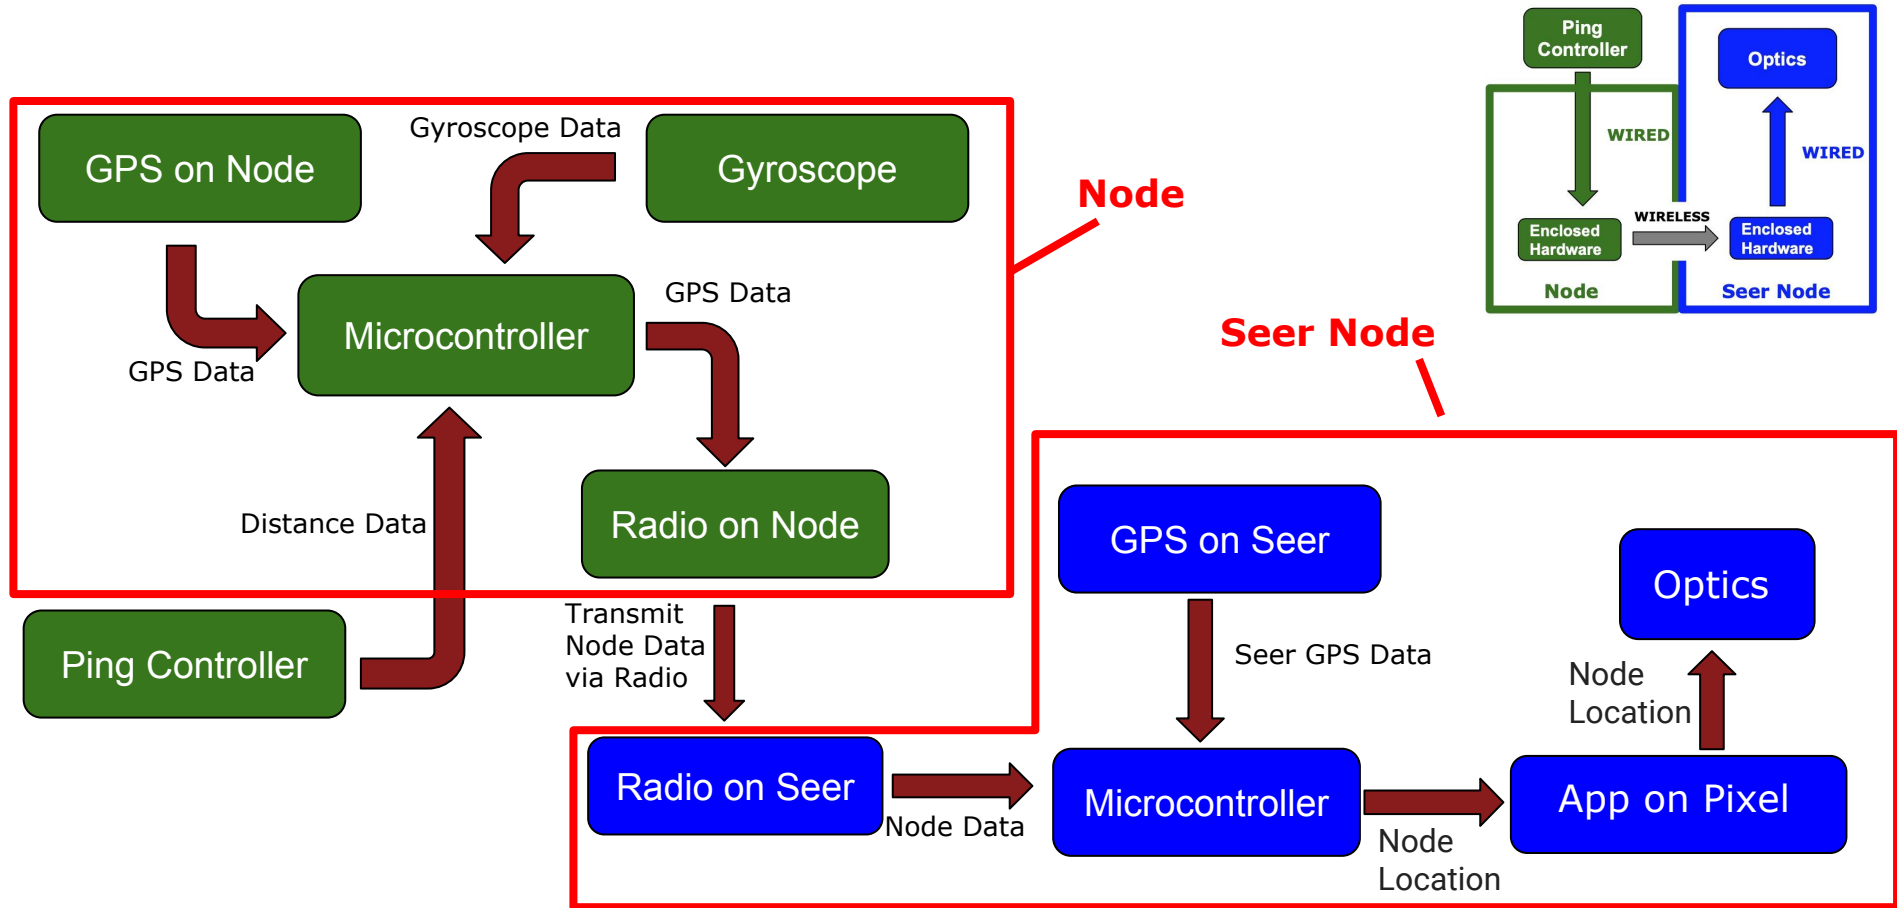 Ping
Controller
Optics
WIRED
WIRED
WIRELESS
Enclosed
Hardware
Enclosed
Hardware
Node
Seer Node
Gyroscope Data
GPS on Node
Gyroscope
Node
GPS Data
Microcontroller
GPS Data
Seer Node
Distance Data
Radio on Node
GPS on Seer
Optics
Transmit
Node Data
via Radio
Ping Controller
Seer GPS Data
Node
Location
Radio on Seer
Node Data
Microcontroller
App on Pixel
Node
Location